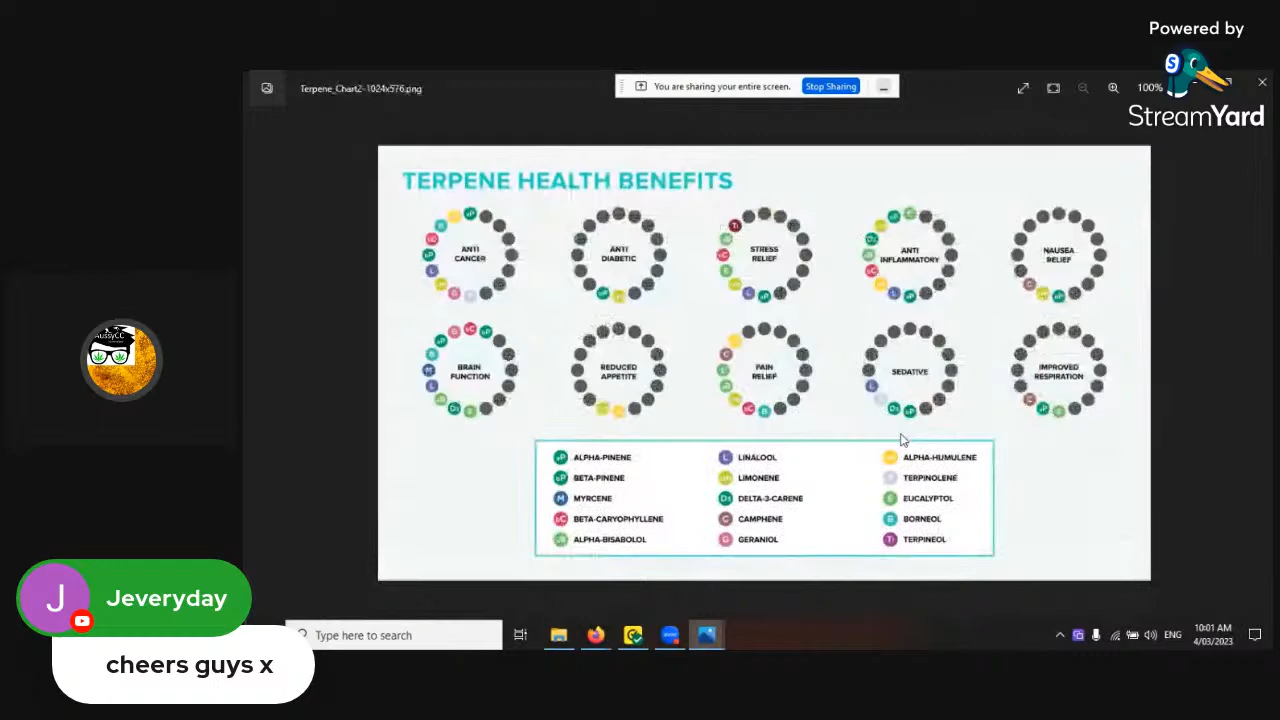 Powered by
StreamYard
Terpene_Chart2-1024x576.png
You are sharing your entire screen.
Stop Sharing
100%
TERPENE HEALTH BENEFITS
ANTI
CANCER
ANTI
DIABETIC
STRESS
RELIEF
ANTI
INFLAMMATORY
NAUSEA
RELIEF
BRAIN
FUNCTION
REDUCED
APPETITE
PAIN
RELIEF
SEDATIVE
IMPROVED
RESPIRATION
ALPHA-PINENE
BETA-PINENE
MYRCENE
BETA-CARYOPHYLLENE
ALPHA-BISABOLOL
LINALOOL
LIMONENE
DELTA-3-CARENE
CAMPHENE
GERANIOL
ALPHA-HUMULENE
TERPINOLENE
EUCALYPTOL
BORNEOL
TERPINEOL
AussyCC
J
Jeveryday
cheers guys x
Type here to search
ENG
10:01 AM
4/03/2023